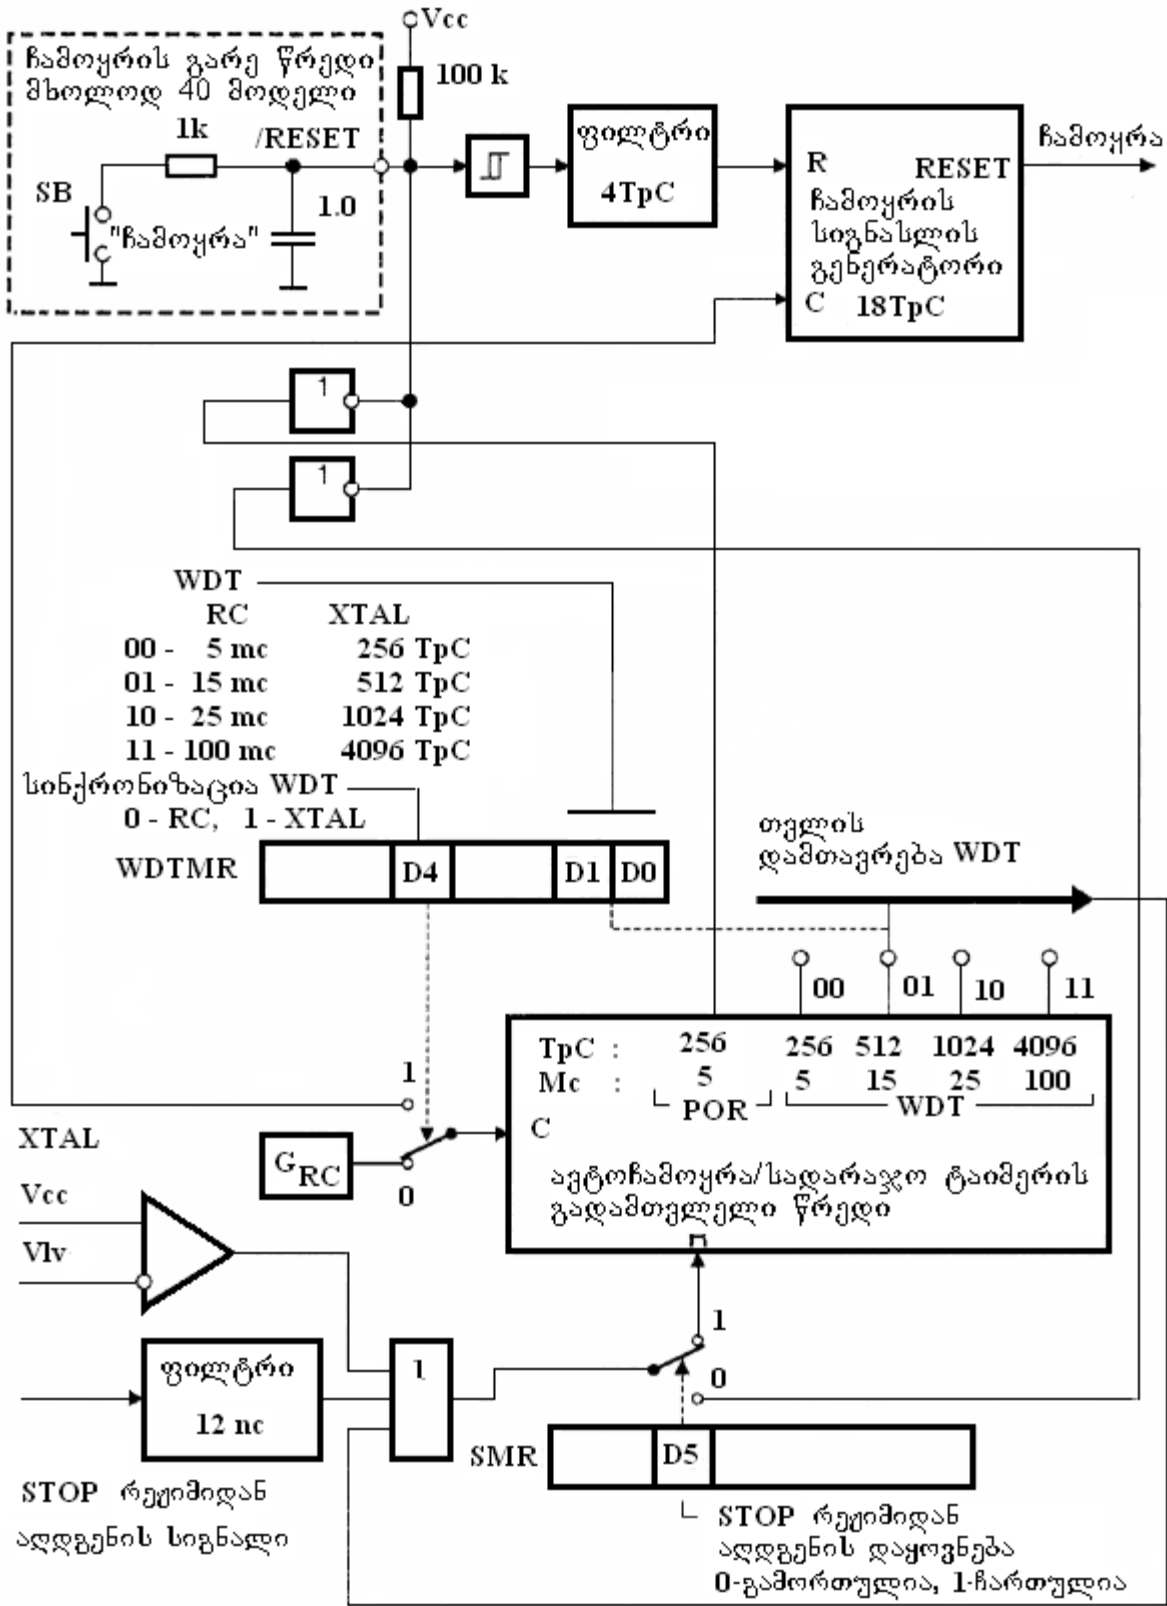 Vcc
ჩამოყრის გარე წრედი
მხოლოდ 40 მოდელი
100 k
1k
/RESET
SB
"ჩამოყრა"
1.0
ფილტრი
4TpC
R
RESET
ჩამოყრის
სიგნასლის
გენერატორი
C 18TpC
ჩამოყრა
1
1
WDT
RC XTAL
00 - 5 mc 256 TpC
01 - 15 mc 512 TpC
10 - 25 mc 1024 TpC
11 - 100 mc 4096 TpC
სინქრონიზაცია WDT
0 - RC, 1 - XTAL
WDTMR
D4
D1
D0
თვლის
დამთავრება WDT
00
01
10
11
TpC : 256 256 512 1024 4096
Mc : 5 5 15 25 100
POR
WDT
C
ავტოჩამოყრა/სადარაჯო ტაიმერის
გადამთვლელი წრედი
1
0
XTAL
GRC
Vcc
Vlv
ფილტრი
12 nc
1
1
0
SMR
D5
STOP რეჟიმიდან
აღდგენის სიგნალი
STOP რეჟიმიდან
აღდგენის დაყოვნება
0-გამორთულია, 1-ჩართულია